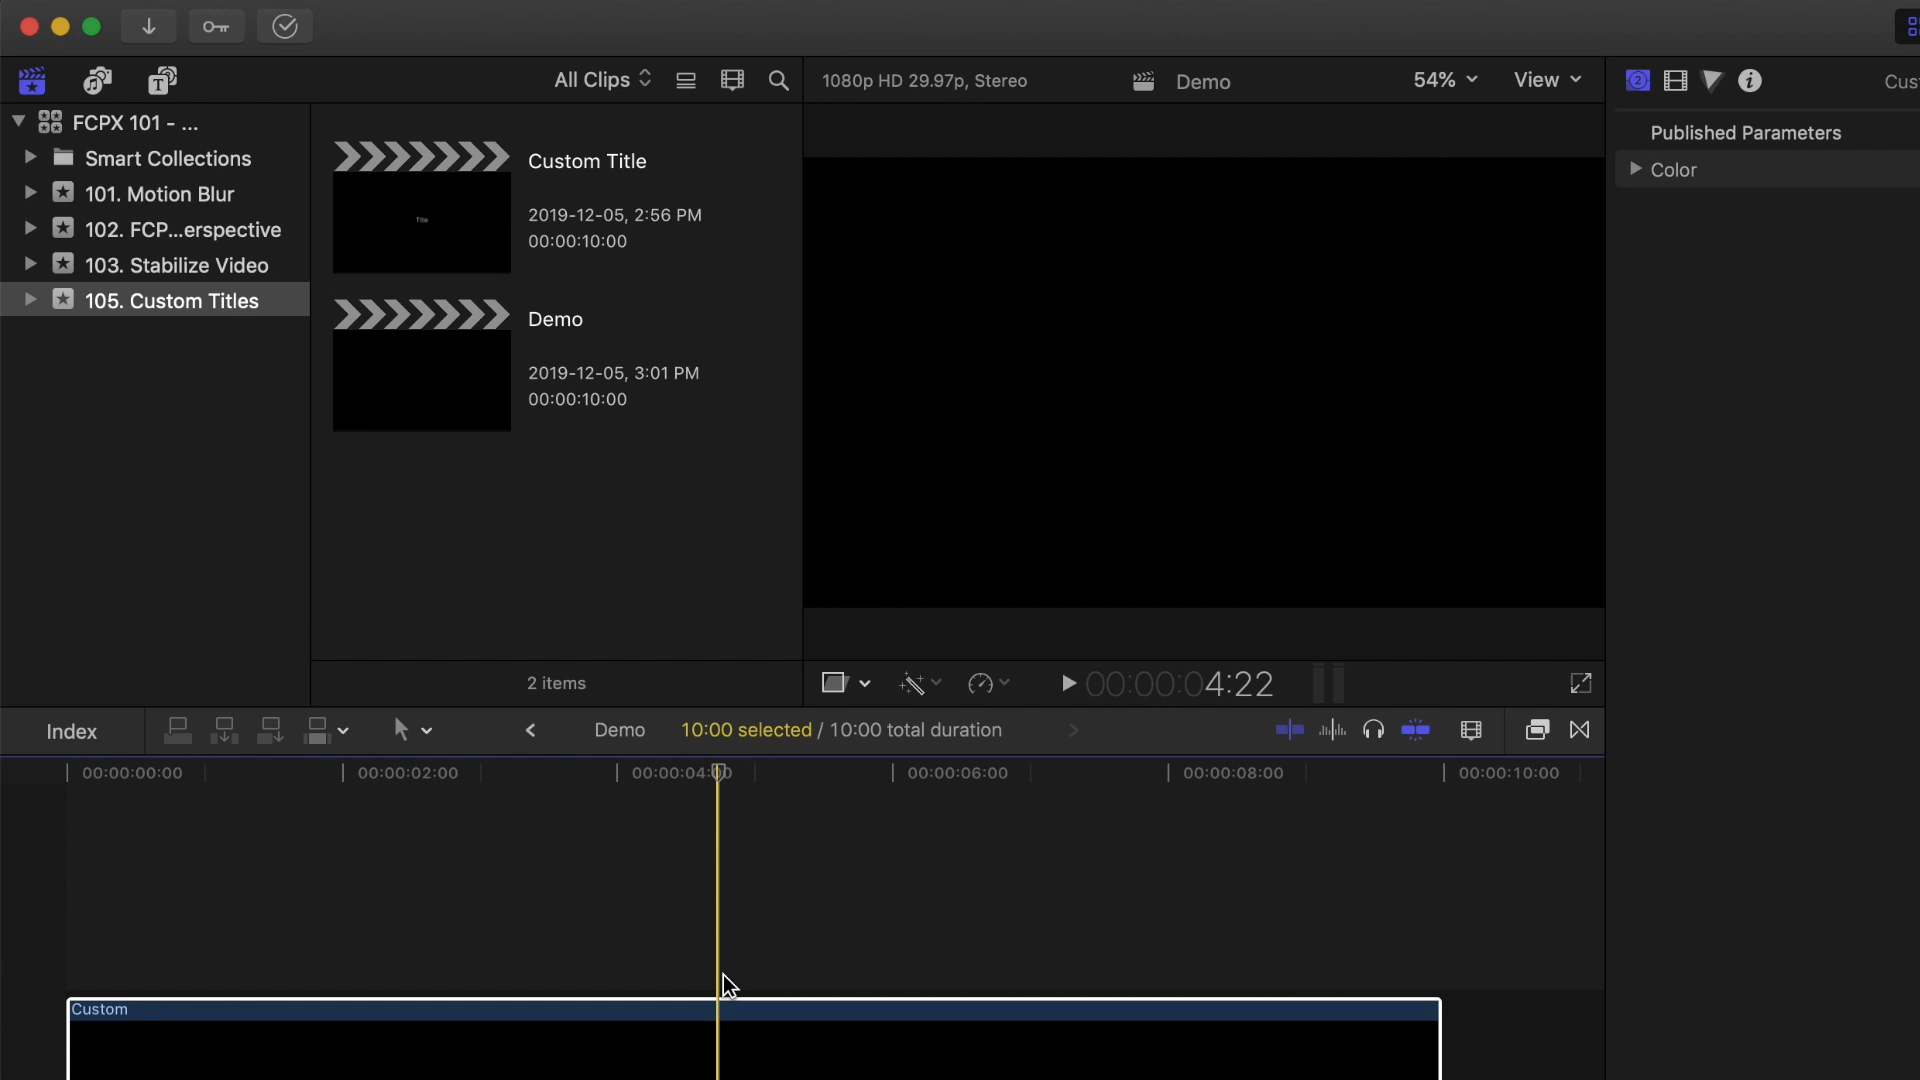 All Clips
1080p HD 29.97p, Stereo
Demo
54%
View
Cus
FCPX 101 - ...
Smart Collections
101. Motion Blur
102. FCP...erspective
103. Stabilize Video
105. Custom Titles
Custom Title
2019-12-05, 2:56 PM
00:00:10:00
Title
Demo
2019-12-05, 3:01 PM
00:00:10:00
2 items
Published Parameters
Color
00:00:04:22
Index
Demo
10:00 selected / 10:00 total duration
00:00:00:00
00:00:02:00
00:00:04:00
00:00:06:00
00:00:08:00
00:00:10:00
Custom